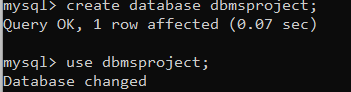 mysql> create database dbmsproject;
Query OK, 1 row affected (0.07 sec)
mysql> use dbmsproject;
Database changed